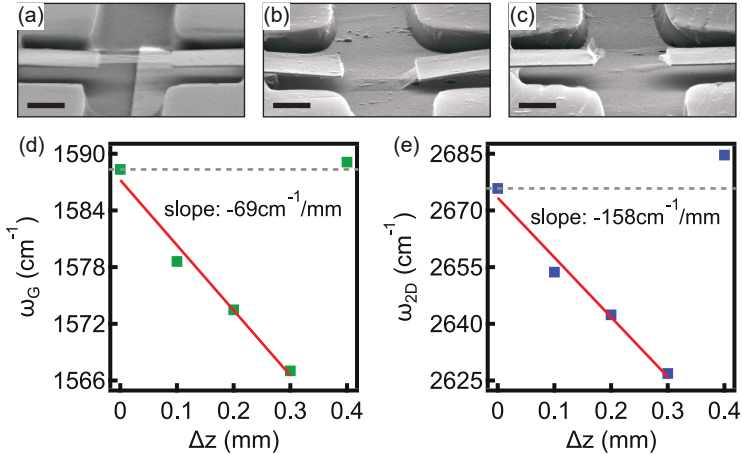 (a)
(b)
(c)
(d)
1590
1584
1578
1572
1566
ω_G (cm⁻¹)
slope: -69cm⁻¹/mm
0 0.1 0.2 0.3 0.4
Δz (mm)
(e)
2685
2670
2655
2640
2625
ω_2D (cm⁻¹)
slope: -158cm⁻¹/mm
0 0.1 0.2 0.3 0.4
Δz (mm)